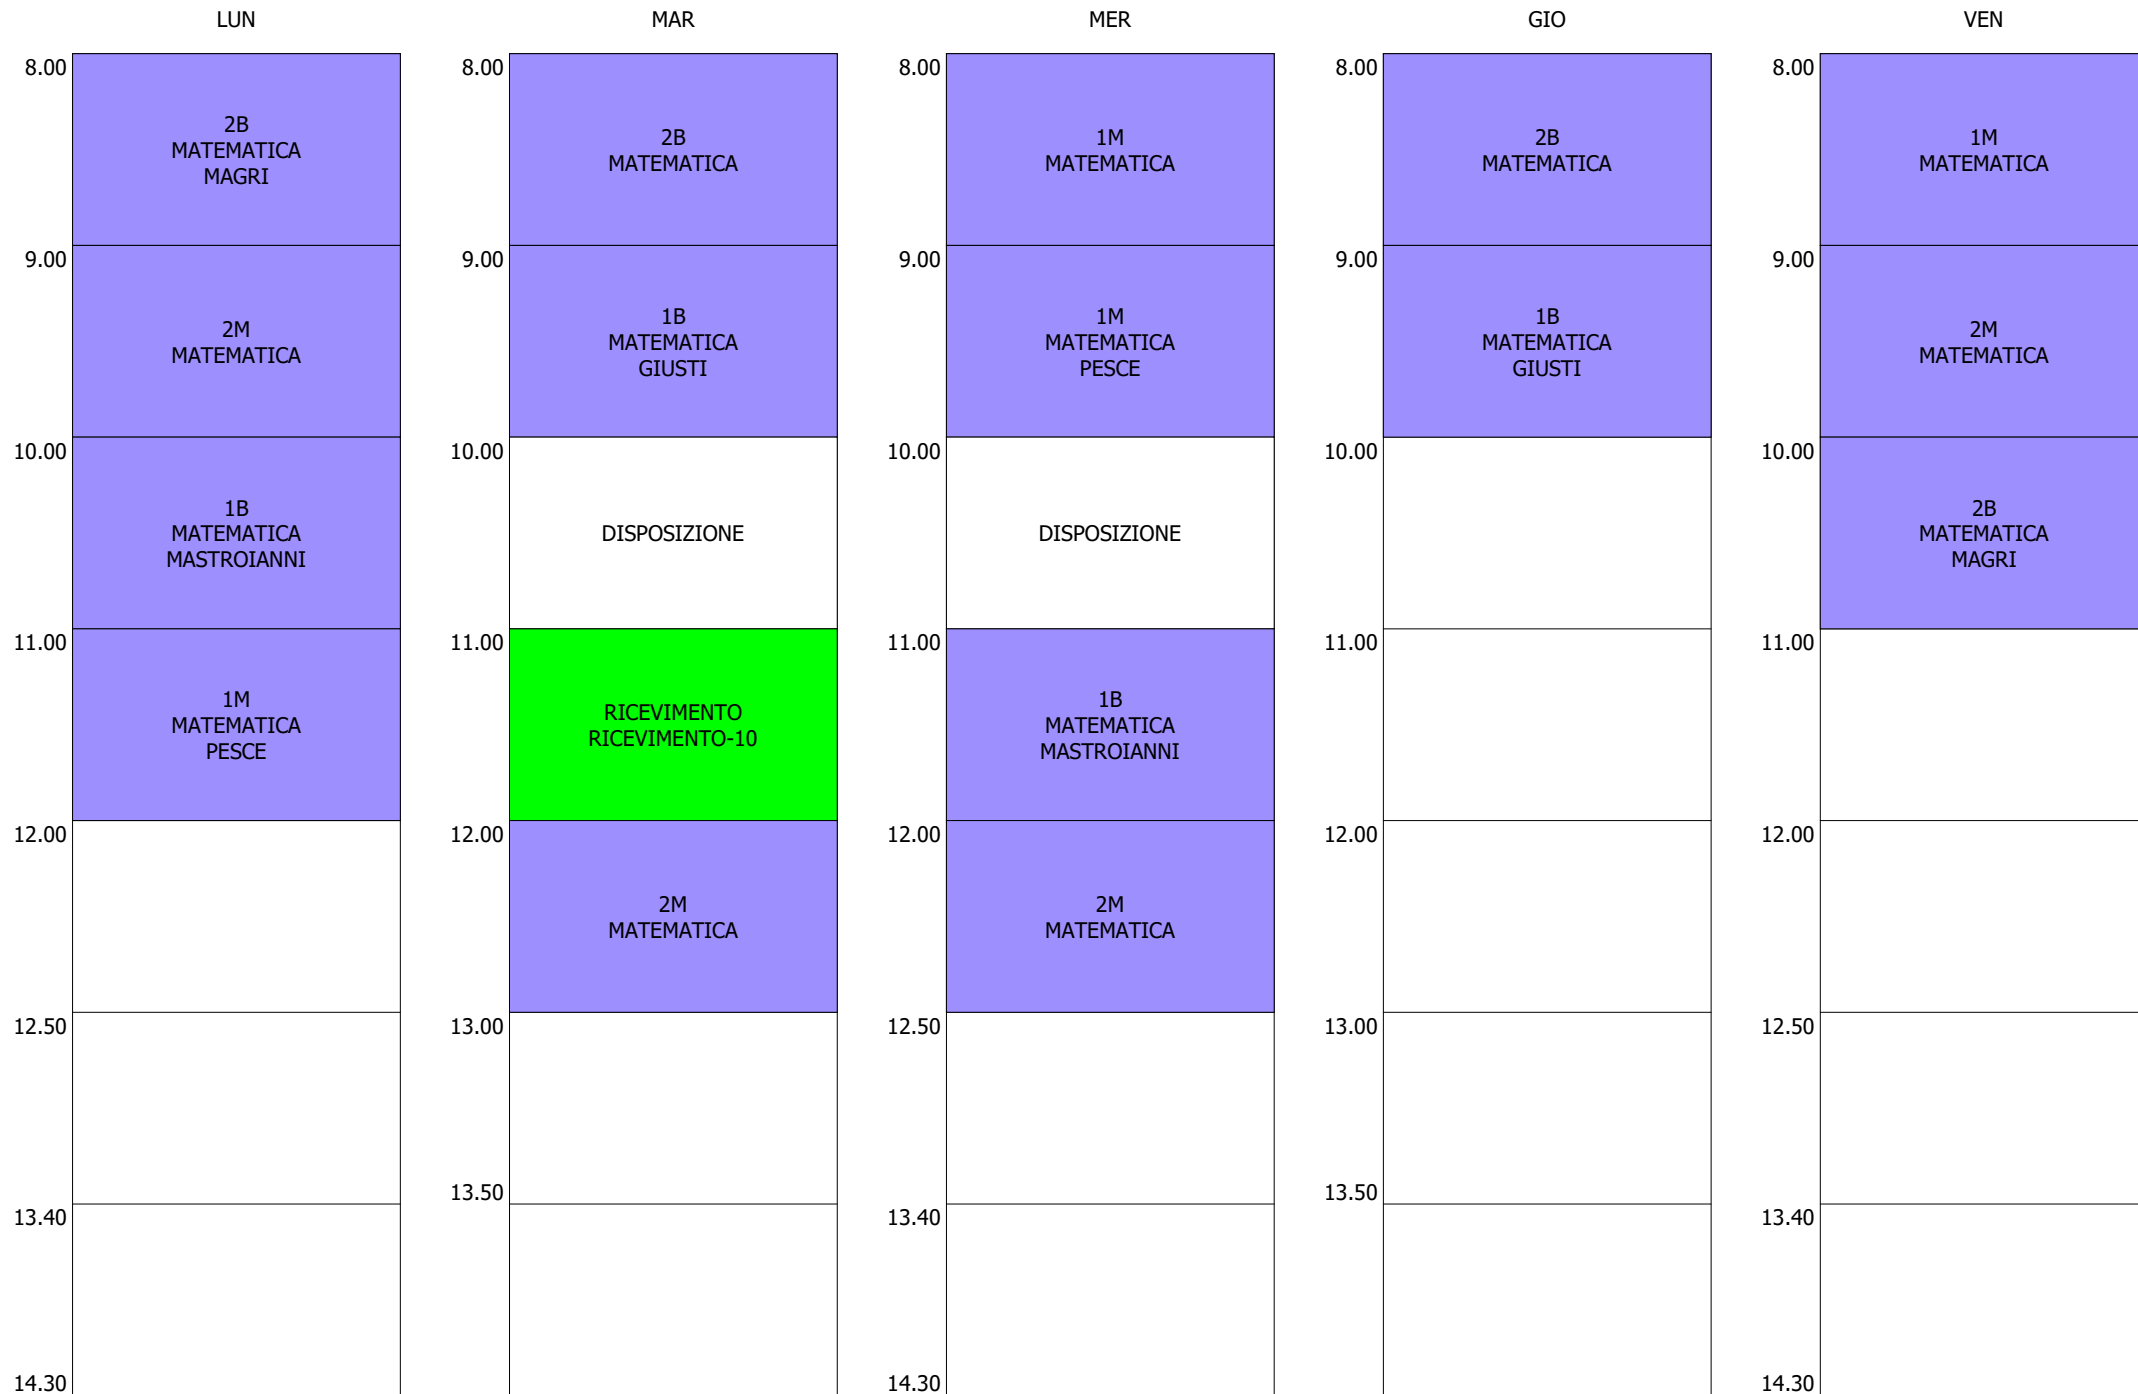 LUN
8.00
2B
MATEMATICA
MAGRI
9.00
2M
MATEMATICA
10.00
1B
MATEMATICA
MASTROIANNI
11.00
1M
MATEMATICA
PESCE
12.00
12.50
13.40
14.30
MAR
8.00
2B
MATEMATICA
9.00
1B
MATEMATICA
GIUSTI
10.00
DISPOSIZIONE
11.00
RICEVIMENTO
RICEVIMENTO-10
12.00
2M
MATEMATICA
13.00
13.50
MER
8.00
1M
MATEMATICA
9.00
1M
MATEMATICA
PESCE
10.00
DISPOSIZIONE
11.00
1B
MATEMATICA
MASTROIANNI
12.00
2M
MATEMATICA
12.50
13.40
14.30
GIO
8.00
2B
MATEMATICA
9.00
1B
MATEMATICA
GIUSTI
10.00
11.00
12.00
13.00
13.50
VEN
8.00
1M
MATEMATICA
9.00
2M
MATEMATICA
10.00
2B
MATEMATICA
MAGRI
11.00
12.00
12.50
13.40
14.30